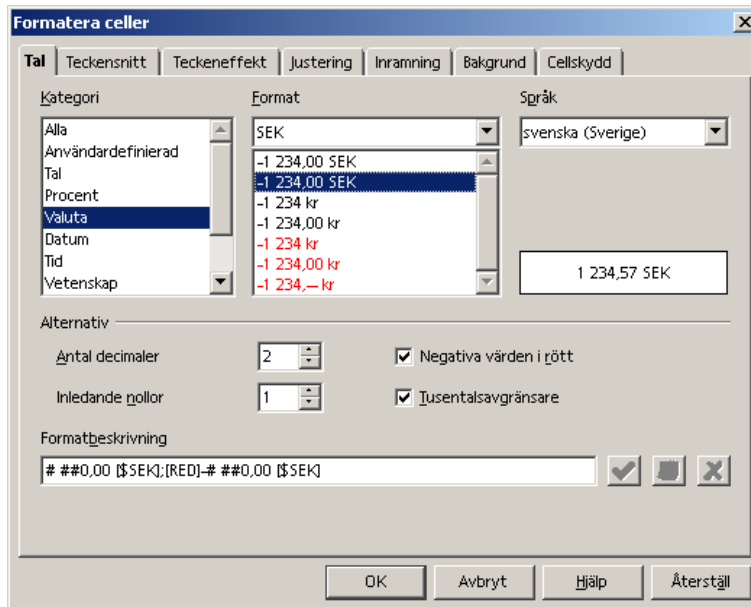 Formatera celler
Tal Teckensnitt Teckeneffekt Justering Inramning Bakgrund Cellskydd
Kategori Format Språk
Alla
Användardefinierad
Tal
Procent
Valuta
Datum
Tid
Vetenskap
SEK
-1 234,00 SEK
-1 234,00 SEK
-1 234 kr
-1 234,00 kr
-1 234 kr
-1 234,00 kr
-1 234,-- kr
svenska (Sverige)
1 234,57 SEK
Alternativ
Antal decimaler 2 Negativa värden i rött
Inledande nollor 1 Tusentalsavgränsare
Formatbeskrivning
# ##0,00 [$SEK];[RED]-# ##0,00 [$SEK]
OK Avbryt Hjälp Återställ